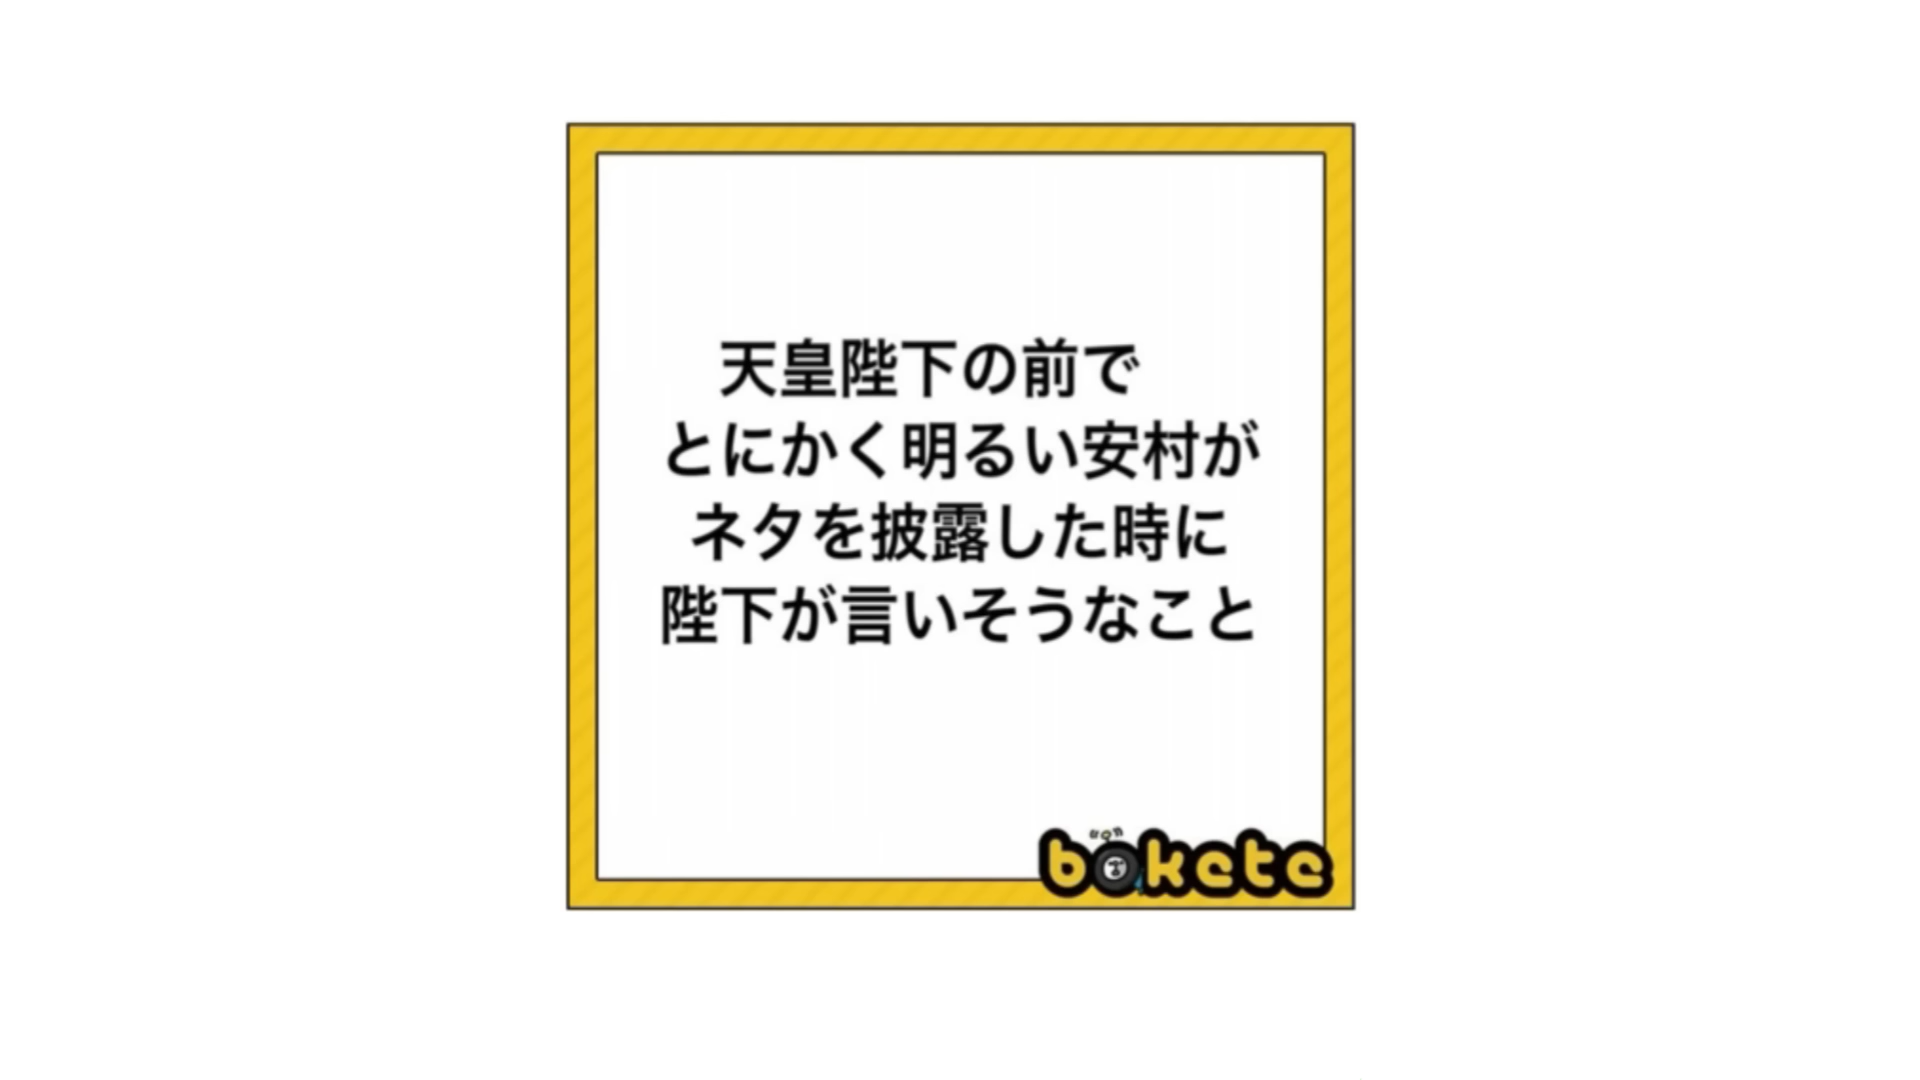 天皇陛下の前で
とにかく明るい安村が
ネタを披露した時に
陛下が言いそうなこと
bokete